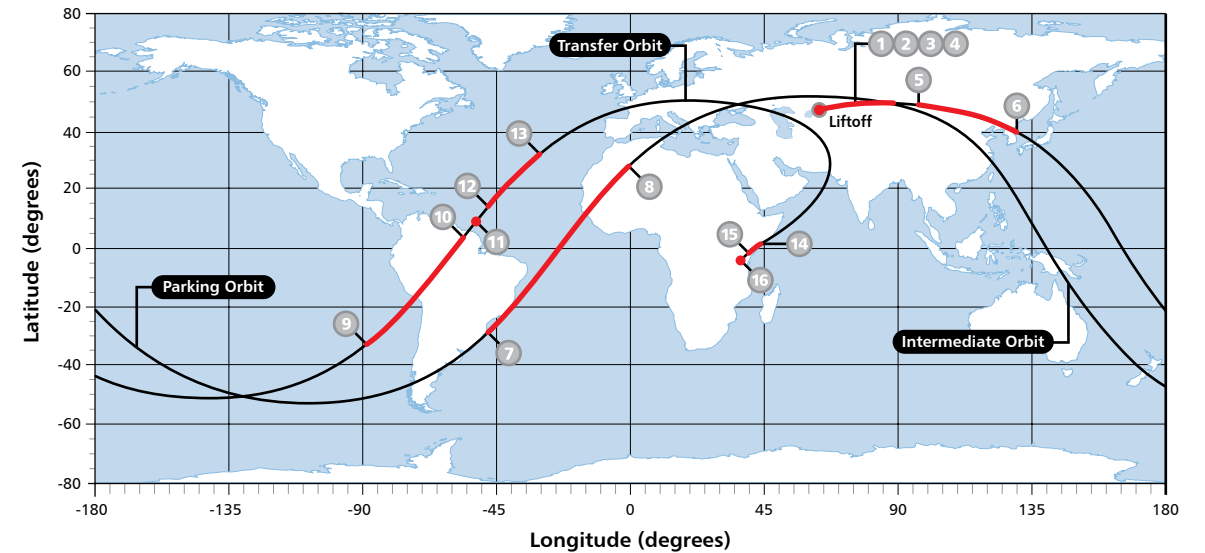 80
60
40
20
0
-20
-40
-60
-80
Latitude (degrees)
Transfer Orbit
1 2 3 4
5
6
Liftoff
13
12
8
10
11
15
14
16
Parking Orbit
9
7
Intermediate Orbit
-180 -135 -90 -45 0 45 90 135 180
Longitude (degrees)